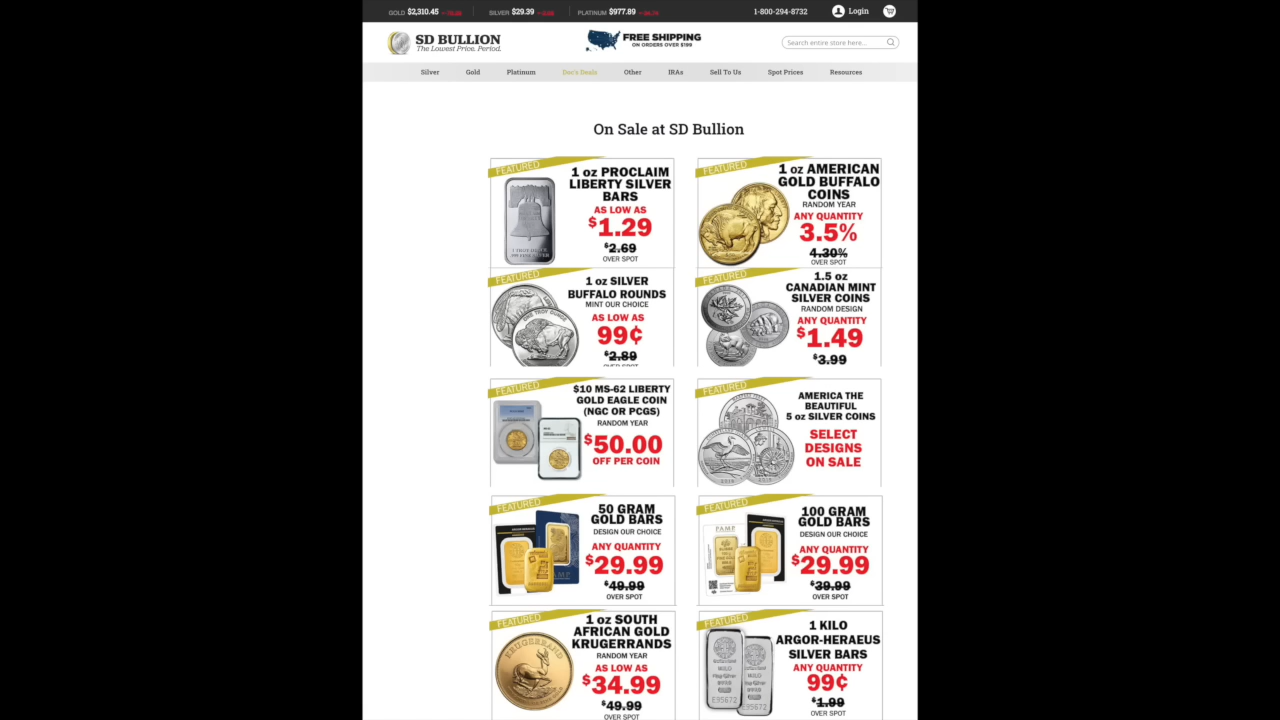 GOLD $2,310.45 SILVER $29.39 PLATINUM $977.89 1-800-294-8732 Login
SD BULLION
The Lowest Price. Period.
FREE SHIPPING
ON ORDERS OVER $199
Search entire store here...
Silver Gold Platinum Doc's Deals Other IRAs Sell To Us Spot Prices Resources
On Sale at SD Bullion
FEATURED
1 oz PROCLAIM
LIBERTY SILVER
BARS
AS LOW AS
$1.29
$2.69
OVER SPOT
FEATURED
1 oz AMERICAN
GOLD BUFFALO
COINS
RANDOM YEAR
ANY QUANTITY
3.5%
4.30%
OVER SPOT
FEATURED
1 oz SILVER
BUFFALO ROUNDS
MINT OUR CHOICE
AS LOW AS
99¢
$2.89
OVER SPOT
ONE TROY OUNCE
FEATURED
1.5 oz
CANADIAN MINT
SILVER COINS
RANDOM DESIGN
ANY QUANTITY
$1.49
$3.99
FEATURED
$10 MS-62 LIBERTY
GOLD EAGLE COIN
(NGC OR PCGS)
RANDOM YEAR
$50.00
OFF PER COIN
FEATURED
AMERICA THE
BEAUTIFUL
5 oz SILVER COINS
SELECT
DESIGNS
ON SALE
FEATURED
50 GRAM
GOLD BARS
DESIGN OUR CHOICE
ANY QUANTITY
$29.99
$49.99
OVER SPOT
PAMP
FEATURED
100 GRAM
GOLD BARS
DESIGN OUR CHOICE
ANY QUANTITY
$29.99
$39.99
OVER SPOT
PAMP
FEATURED
1 oz SOUTH
AFRICAN GOLD
KRUGERRANDS
RANDOM YEAR
AS LOW AS
$34.99
$49.99
OVER SPOT
KRUGERRAND
FEATURED
1 KILO
ARGOR-HERAEUS
SILVER BARS
ANY QUANTITY
99¢
$1.99
OVER SPOT
E35672
E35672